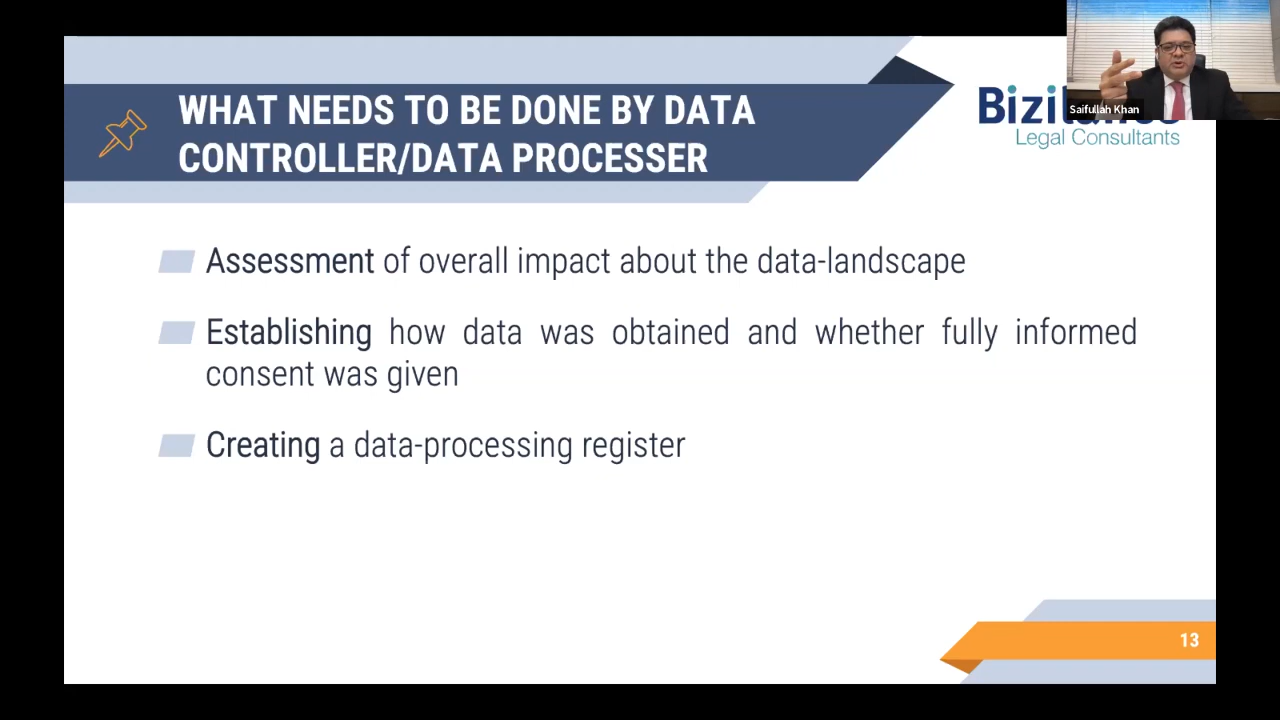 WHAT NEEDS TO BE DONE BY DATA
CONTROLLER/DATA PROCESSER
Legal Consultants
Saifullah Khan
Assessment of overall impact about the data-landscape
Establishing how data was obtained and whether fully informed
consent was given
Creating a data-processing register
13